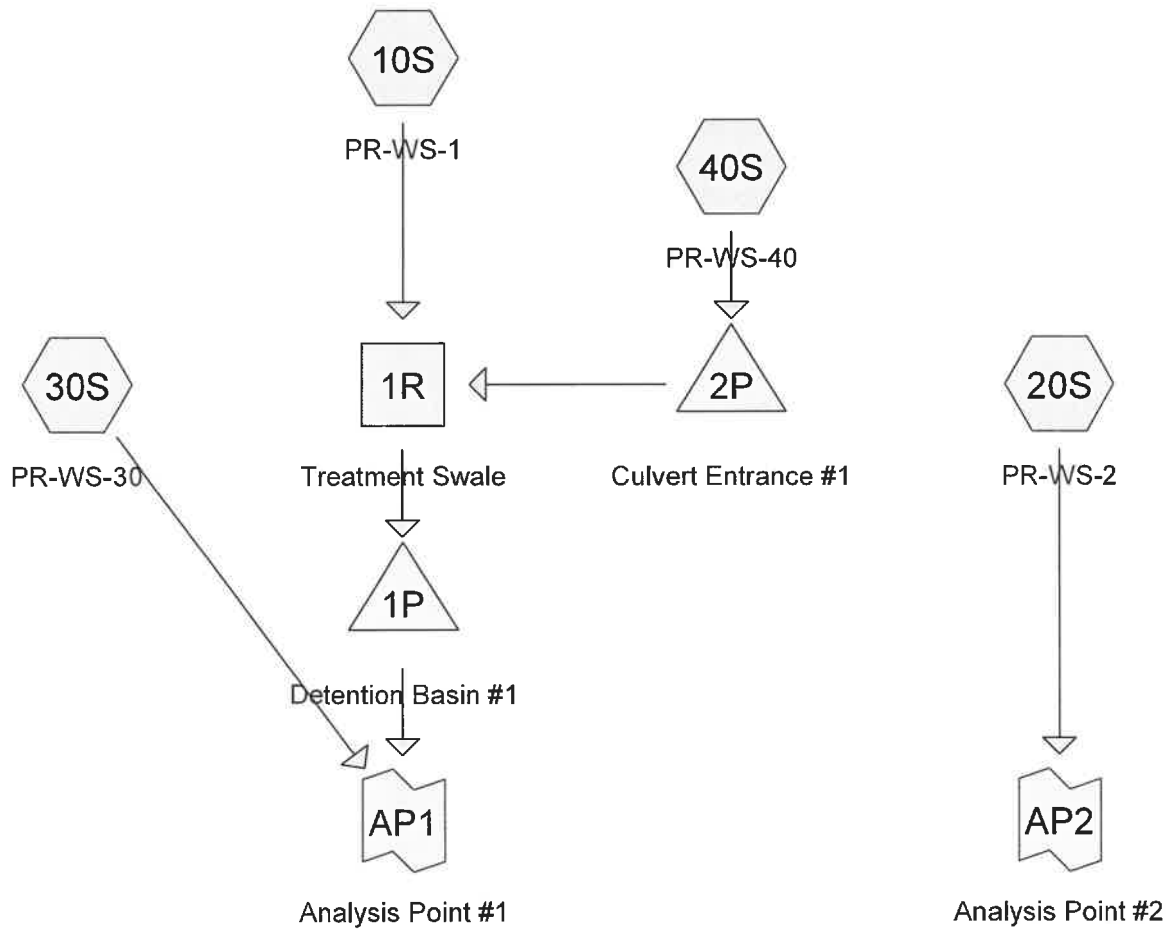 10S
PR-WS-1
40S
PR-WS-40
30S
PR-WS-30
1R
Treatment Swale
2P
Culvert Entrance #1
20S
PR-WS-2
1P
Detention Basin #1
AP1
Analysis Point #1
AP2
Analysis Point #2